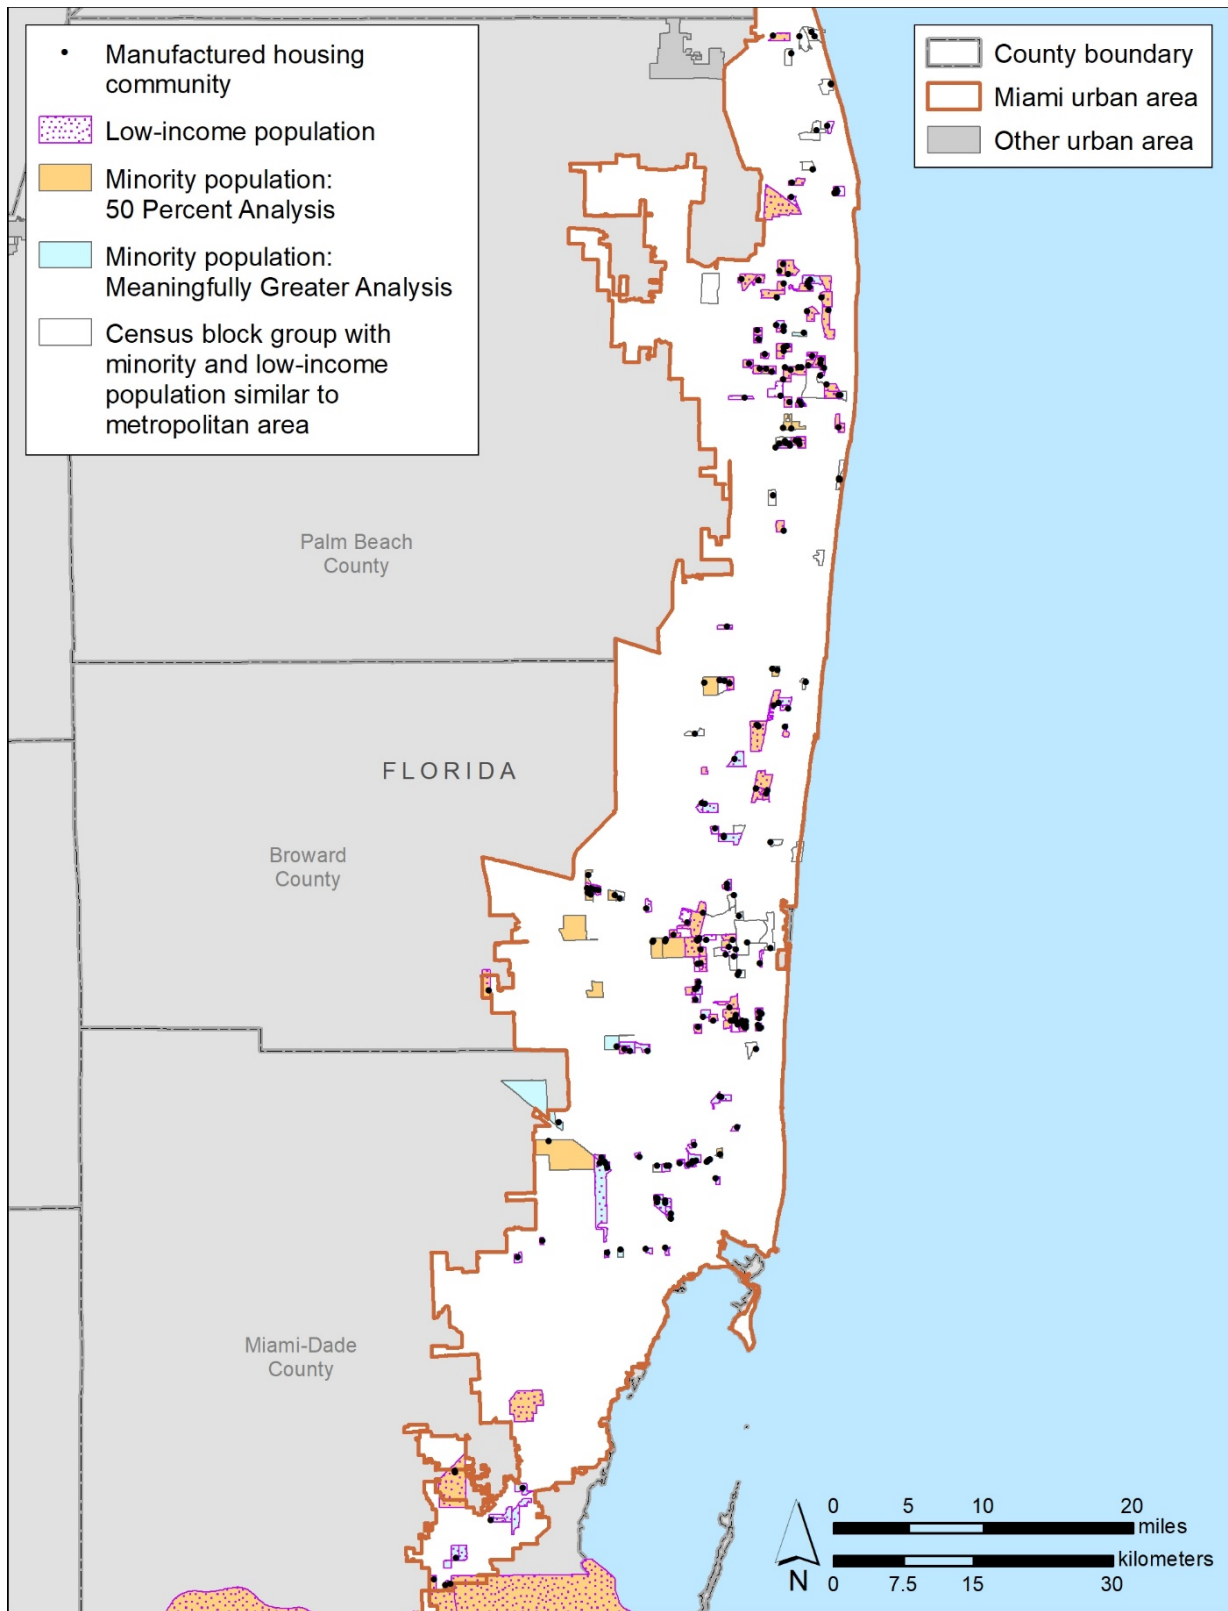 Manufactured housing
community
Low-income population
Minority population:
50 Percent Analysis
Minority population:
Meaningfully Greater Analysis
Census block group with
minority and low-income
population similar to
metropolitan area
County boundary
Miami urban area
Other urban area
Palm Beach
County
FLORIDA
Broward
County
Miami-Dade
County
N
0 5 10 20
miles
kilometers
0 7.5 15 30